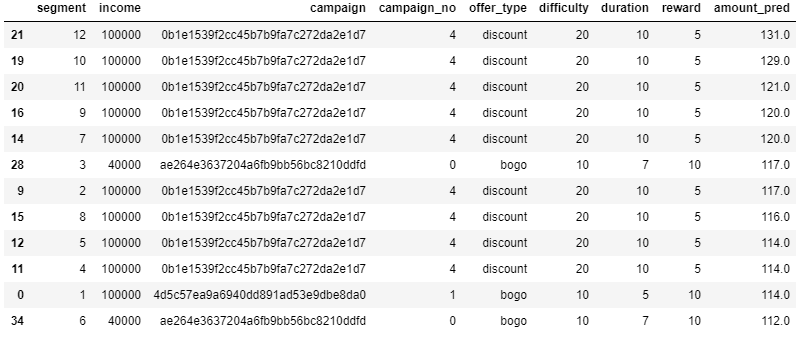 segment income campaign campaign_no offer_type difficulty duration reward amount_pred
21 12 100000 0b1e1539f2cc45b7b9fa7c272da2e1d7 4 discount 20 10 5 131.0
19 10 100000 0b1e1539f2cc45b7b9fa7c272da2e1d7 4 discount 20 10 5 129.0
20 11 100000 0b1e1539f2cc45b7b9fa7c272da2e1d7 4 discount 20 10 5 121.0
16 9 100000 0b1e1539f2cc45b7b9fa7c272da2e1d7 4 discount 20 10 5 120.0
14 7 100000 0b1e1539f2cc45b7b9fa7c272da2e1d7 4 discount 20 10 5 120.0
28 3 40000 ae264e3637204a6fb9bb56bc8210ddfd 0 bogo 10 7 10 117.0
9 2 100000 0b1e1539f2cc45b7b9fa7c272da2e1d7 4 discount 20 10 5 117.0
15 8 100000 0b1e1539f2cc45b7b9fa7c272da2e1d7 4 discount 20 10 5 116.0
12 5 100000 0b1e1539f2cc45b7b9fa7c272da2e1d7 4 discount 20 10 5 114.0
11 4 100000 0b1e1539f2cc45b7b9fa7c272da2e1d7 4 discount 20 10 5 114.0
0 1 100000 4d5c57ea9a6940dd891ad53e9dbe8da0 1 bogo 10 5 10 114.0
34 6 40000 ae264e3637204a6fb9bb56bc8210ddfd 0 bogo 10 7 10 112.0